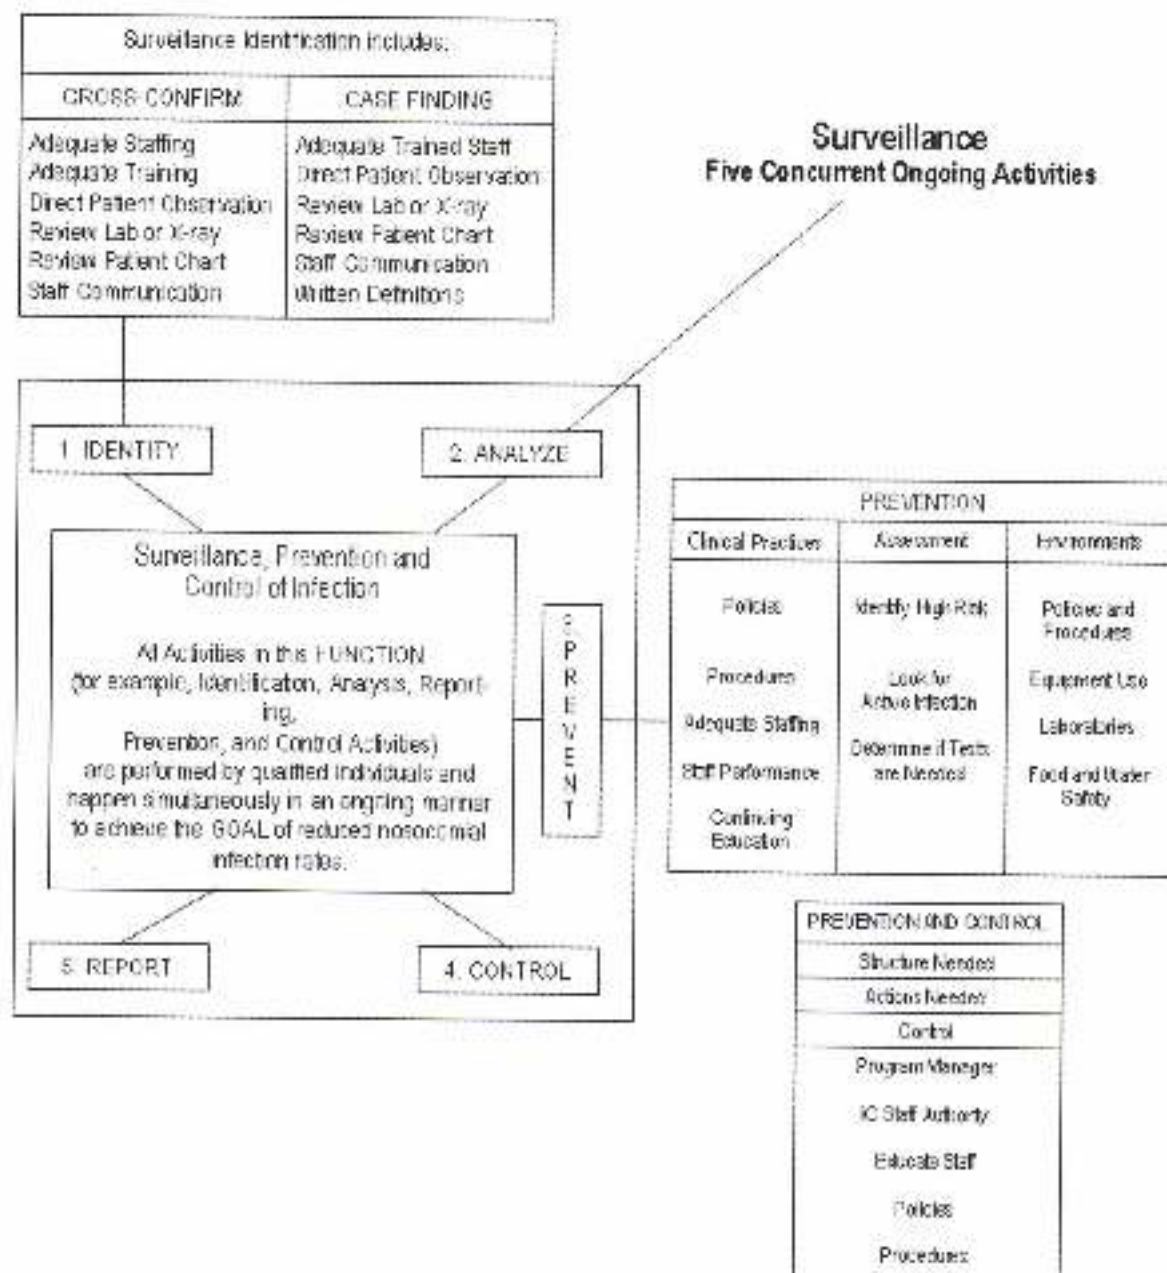 Surveillance Identification includes:
CROSS-CONFIRM
Adequate Staffing
Adequate Training
Direct Patient Observation
Review Lab or X-ray
Review Patient Chart
Staff Communication
CASE FINDING
Adequate Trained Staff
Direct Patient Observation
Review Lab or X-ray
Review Patient Chart
Staff Communication
Written Definitions
Surveillance
Five Concurrent Ongoing Activities
1. IDENTITY
2. ANALYZE
Surveillance, Prevention and
Control of Infection
All Activities in this FUNCTION
(for example, Identification, Analysis, Report-
ing,
Prevention, and Control Activities)
are performed by qualified individuals and
happen simultaneously in an ongoing manner
to achieve the GOAL of reduced nosocomial
infection rates.
3.
P
R
E
V
E
N
T
5. REPORT
4. CONTROL
PREVENTION
Clinical Practices
Policies
Procedures
Adequate Staffing
Staff Performance
Continuing
Education
Assessment
Identify High Risk
Look for
Active Infection
Determine if Tests
are Needed
Environments
Policies and
Procedures
Equipment Use
Laboratories
Food and Water
Safety
PREVENTION AND CONTROL
Structure Needed
Actions Needed
Control
Program Manager
IC Staff Authority
Educate Staff
Policies
Procedures